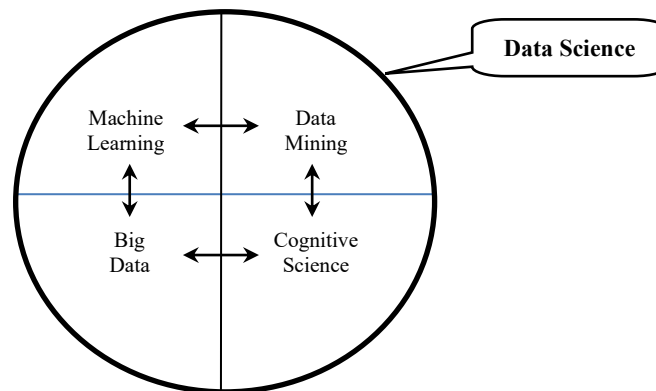 Data Science
Machine
Learning
Data
Mining
Big
Data
Cognitive
Science